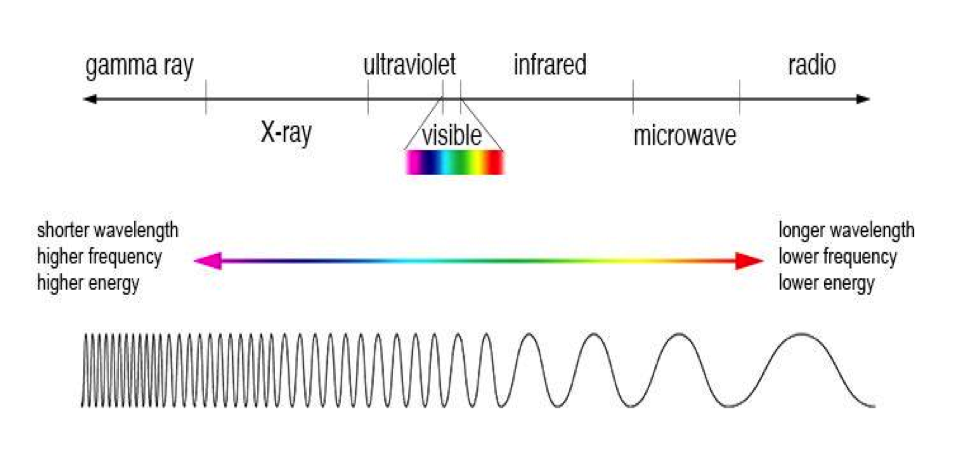 gamma ray
ultraviolet
infrared
radio
X-ray
visible
microwave
shorter wavelength
higher frequency
higher energy
longer wavelength
lower frequency
lower energy